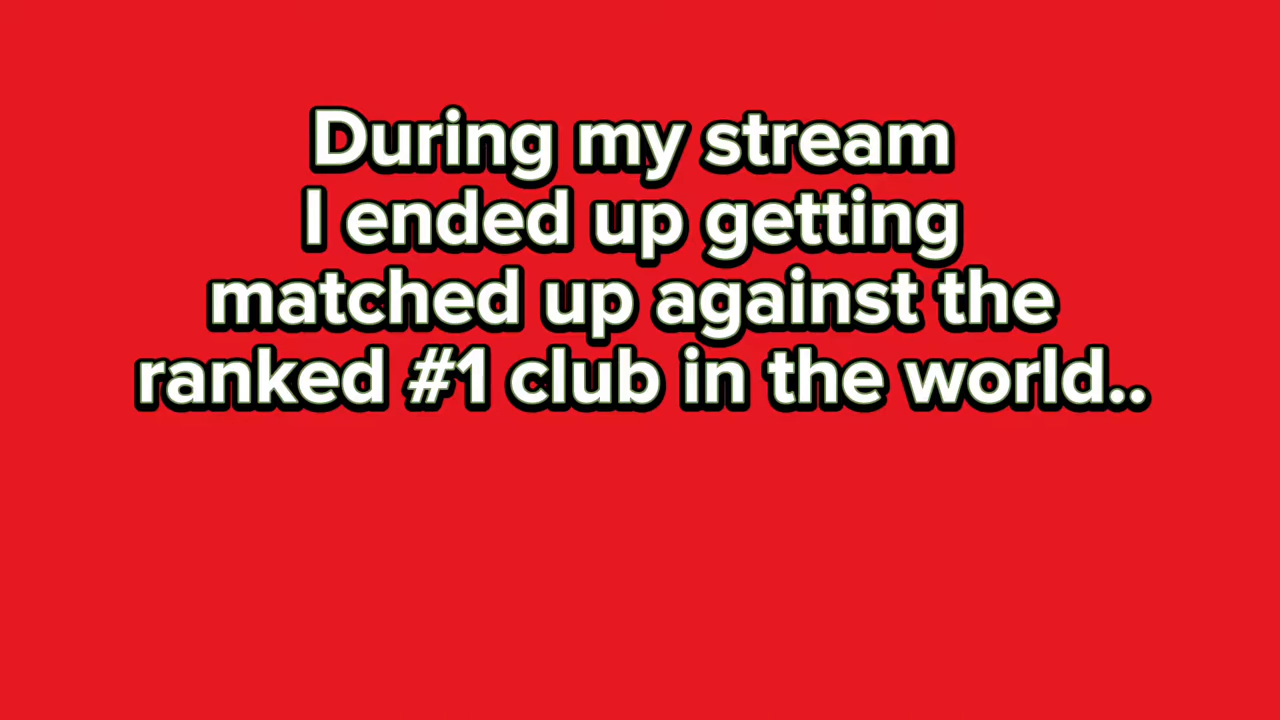 During my stream
I ended up getting
matched up against the
ranked #1 club in the world..